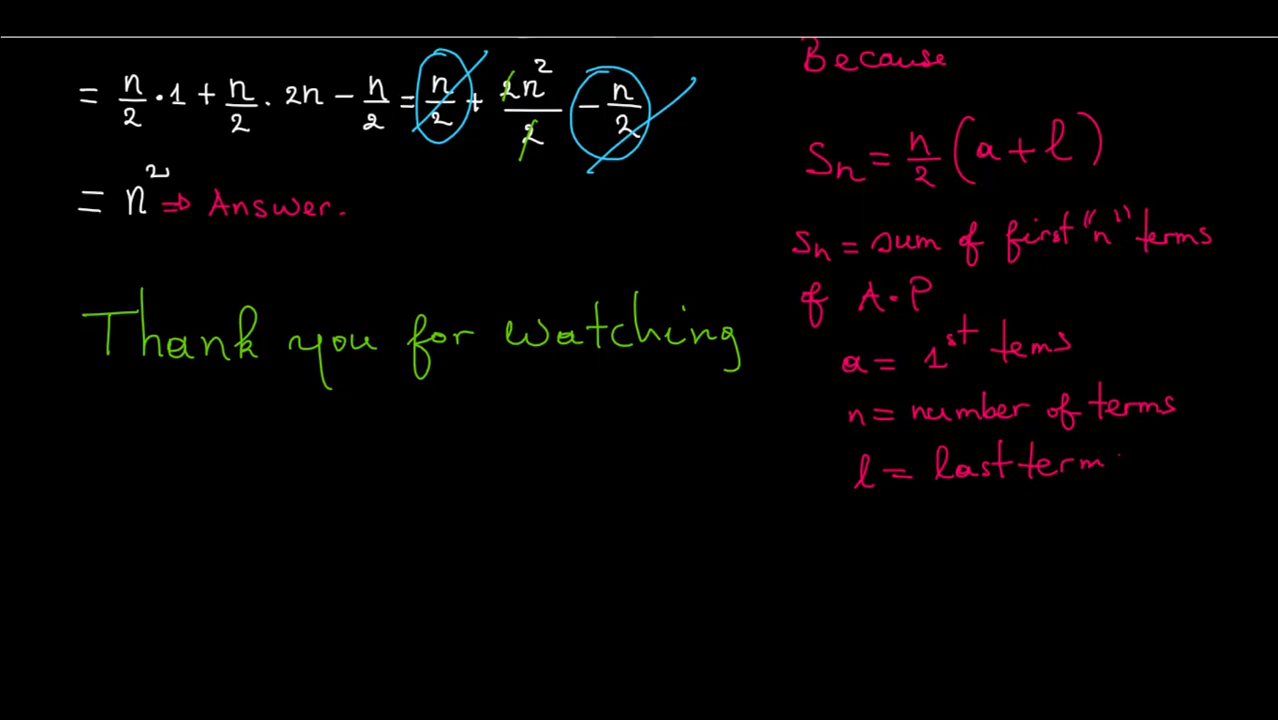 = n/2 · 1 + n/2 · 2n − n/2 = n/2 + 2n²/2 − n/2
= n² ⇒ Answer.
Thank you for watching
Because
Sn = n/2 (a + l)
Sn = sum of first "n" terms
of A.P
a = 1st tems
n = number of terms
l = last term